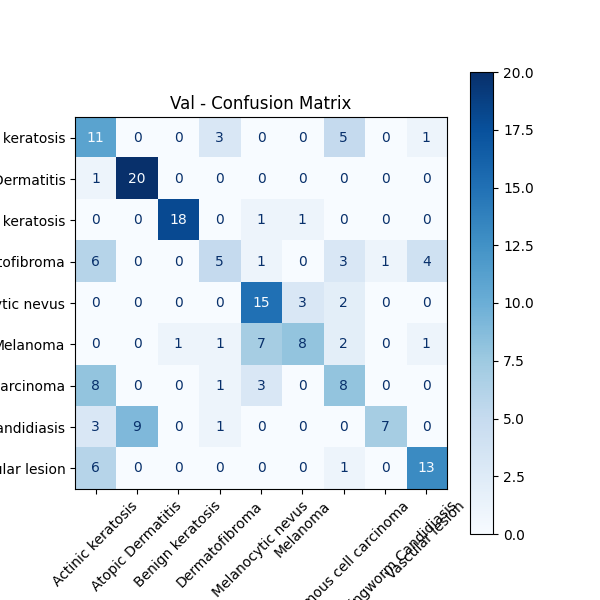 Val - Confusion Matrix
keratosis 11 0 0 3 0 0 5 0 1
Dermatitis 1 20 0 0 0 0 0 0 0
keratosis 0 0 18 0 1 1 0 0 0
tofibroma 6 0 0 5 1 0 3 1 4
ytic nevus 0 0 0 0 15 3 2 0 0
Melanoma 0 0 1 1 7 8 2 0 1
arcinoma 8 0 0 1 3 0 8 0 0
andidiasis 3 9 0 1 0 0 0 7 0
ular lesion 6 0 0 0 0 0 1 0 13
Actinic keratosis
Atopic Dermatitis
Benign keratosis
Dermatofibroma
Melanocytic nevus
Melanoma
mous cell carcinoma
ingworm Candidiasis
Vascular lesion
20.0
17.5
15.0
12.5
10.0
7.5
5.0
2.5
0.0